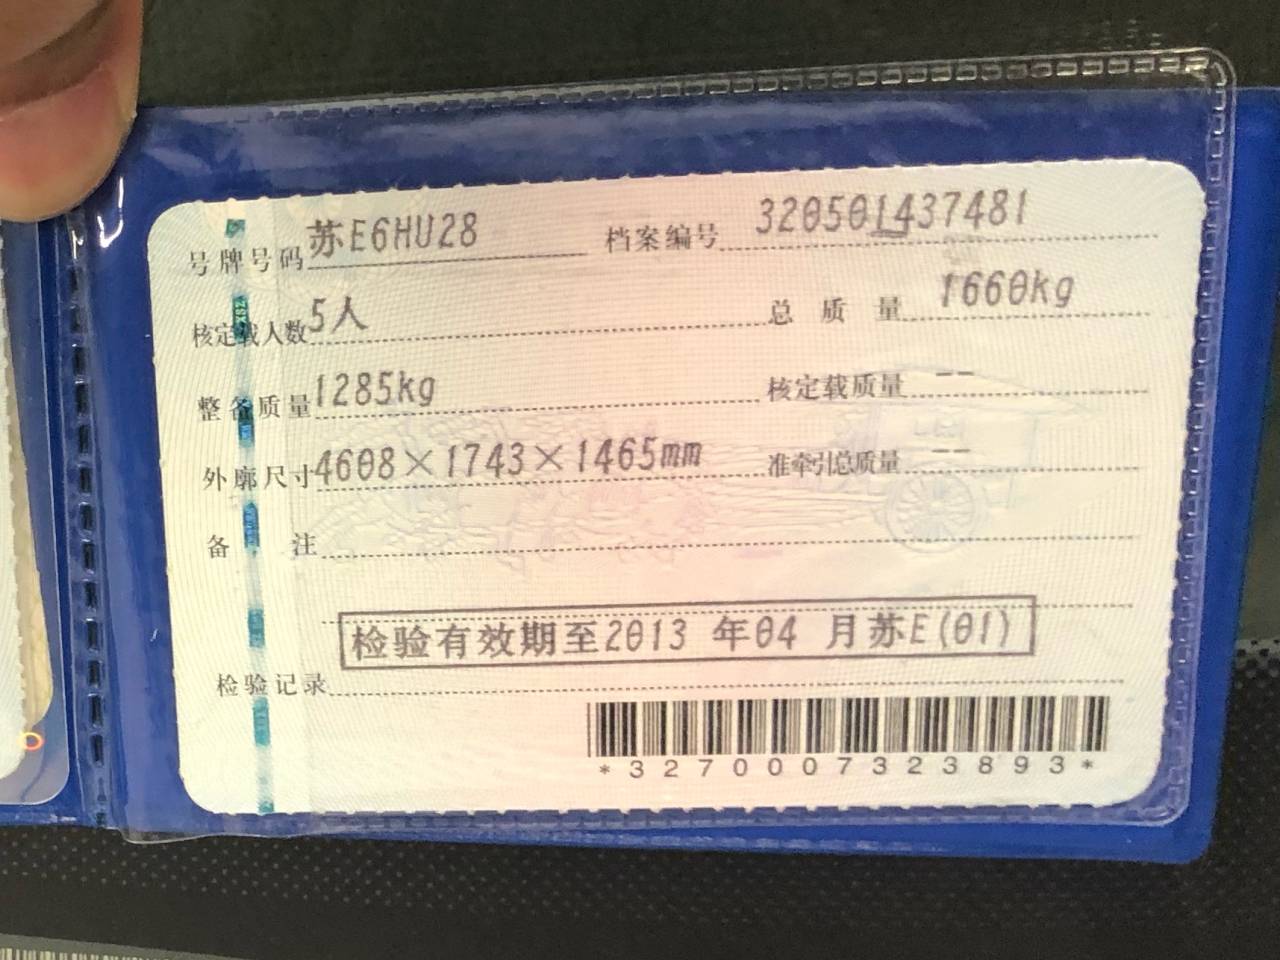 号牌号码 苏E6HU28 档案编号 320501437481
核定载人数 5人 总质量 1660kg
整备质量 1285kg 核定载质量 --
外廓尺寸 4608×1743×1465mm 准牵引总质量 --
备注
检验有效期至2013 年04 月苏E(01)
检验记录
*3270007323893*